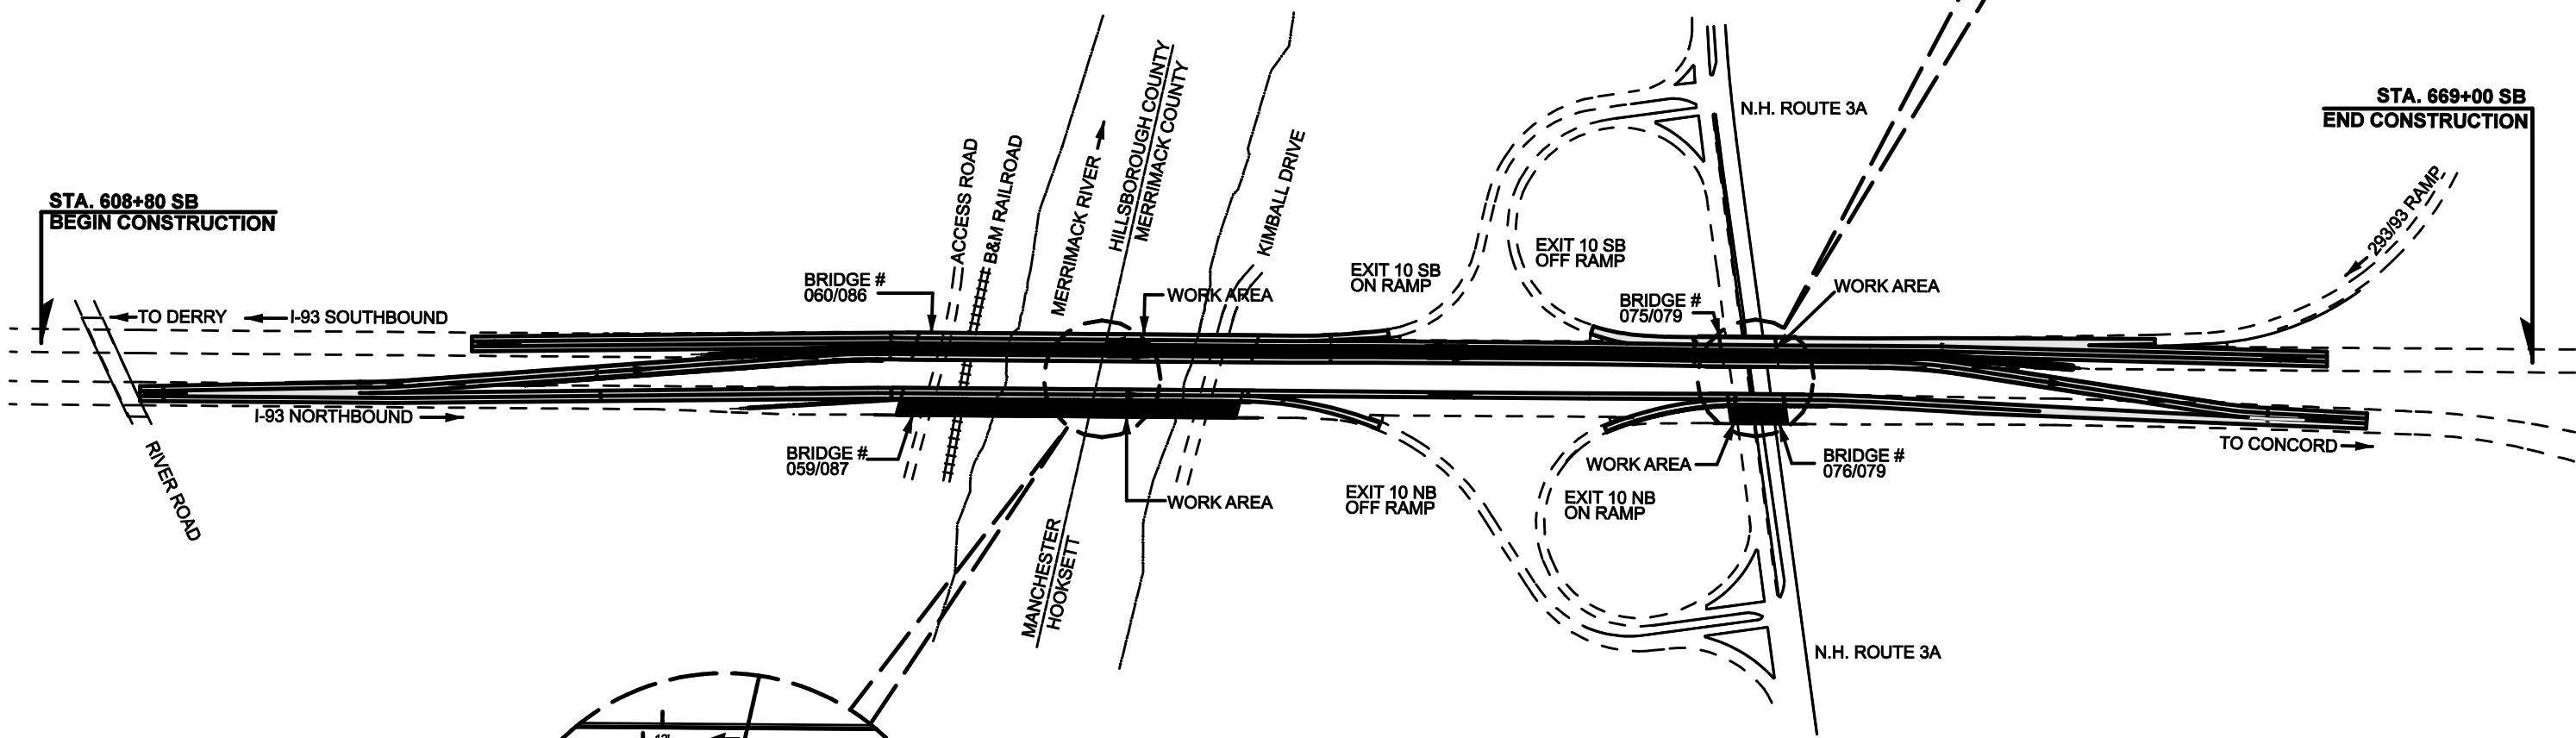 STA. 608+80 SB
BEGIN CONSTRUCTION
TO DERRY
I-93 SOUTHBOUND
I-93 NORTHBOUND
RIVER ROAD
BRIDGE #
060/086
BRIDGE #
059/087
ACCESS ROAD
B&M RAILROAD
MERRIMACK RIVER
HILLSBOROUGH COUNTY
MERRIMACK COUNTY
KIMBALL DRIVE
WORK AREA
WORK AREA
MANCHESTER
HOOKSETT
EXIT 10 SB
ON RAMP
EXIT 10 SB
OFF RAMP
EXIT 10 NB
OFF RAMP
EXIT 10 NB
ON RAMP
BRIDGE #
075/079
WORK AREA
WORK AREA
BRIDGE #
076/079
N.H. ROUTE 3A
N.H. ROUTE 3A
293/93 RAMP
STA. 669+00 SB
END CONSTRUCTION
TO CONCORD